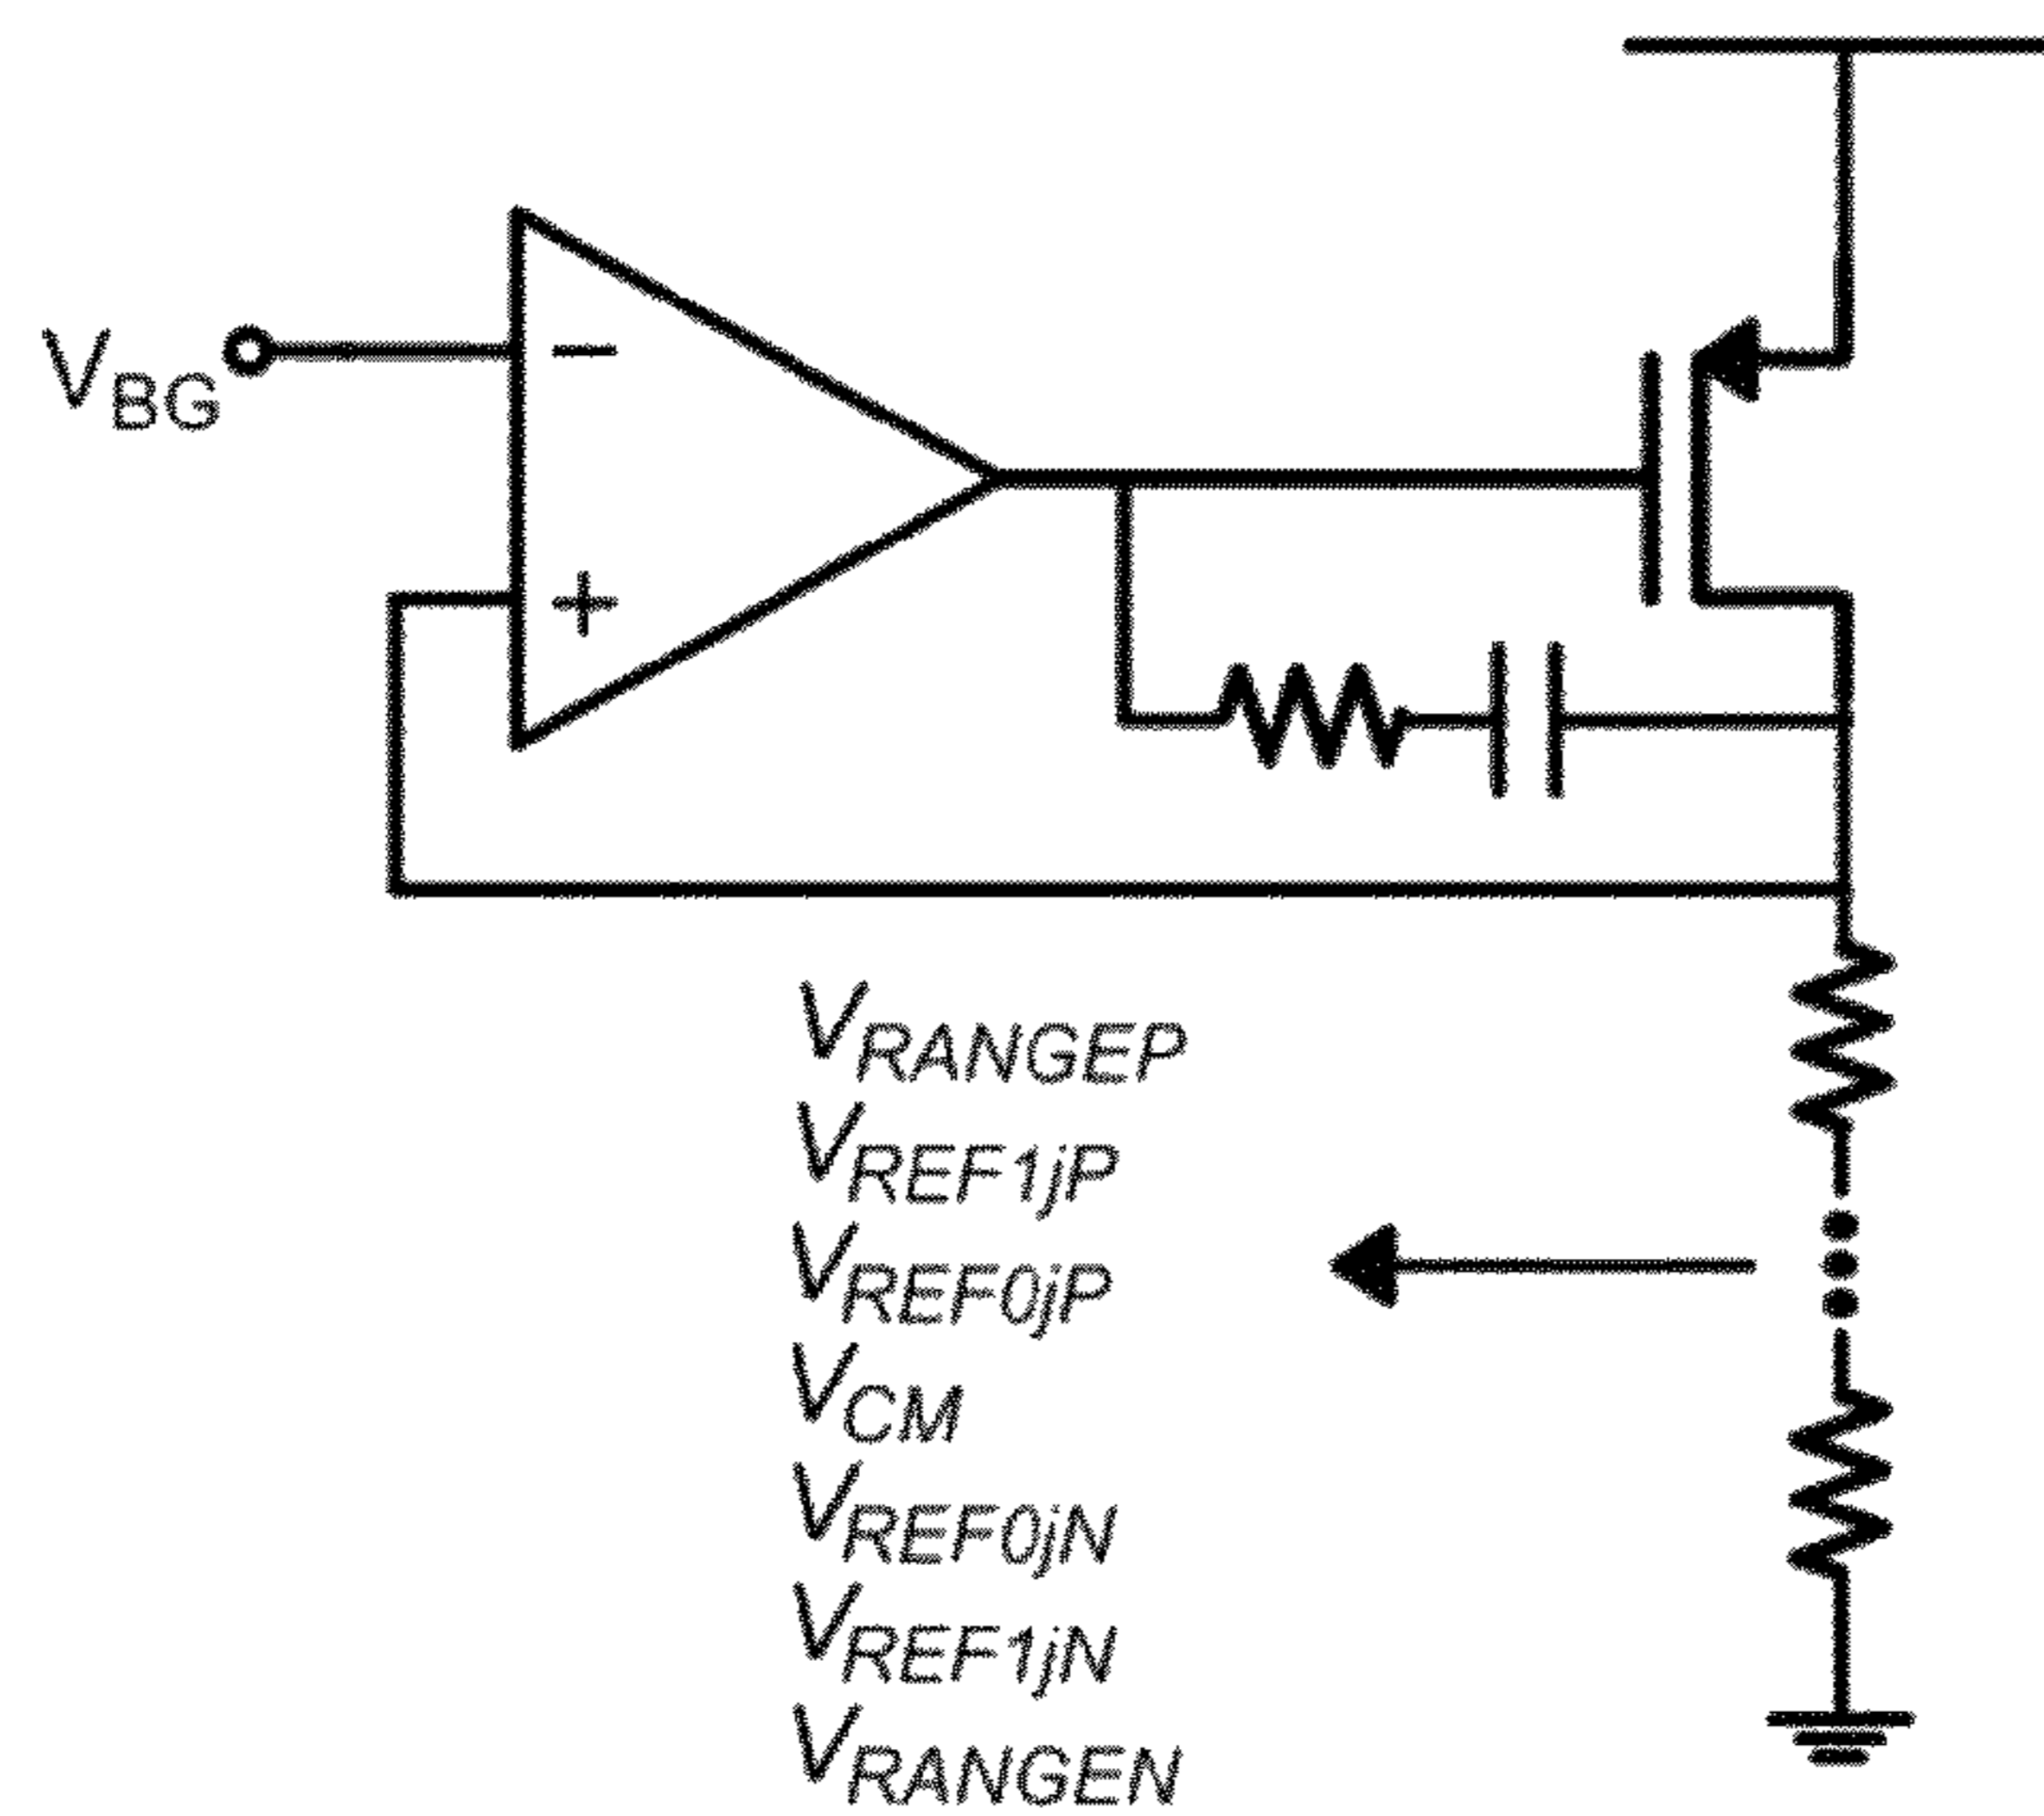 VBG
−
+
VRANGEP
VREF1jP
VREF0jP
VCM
VREF0jN
VREF1jN
VRANGEN